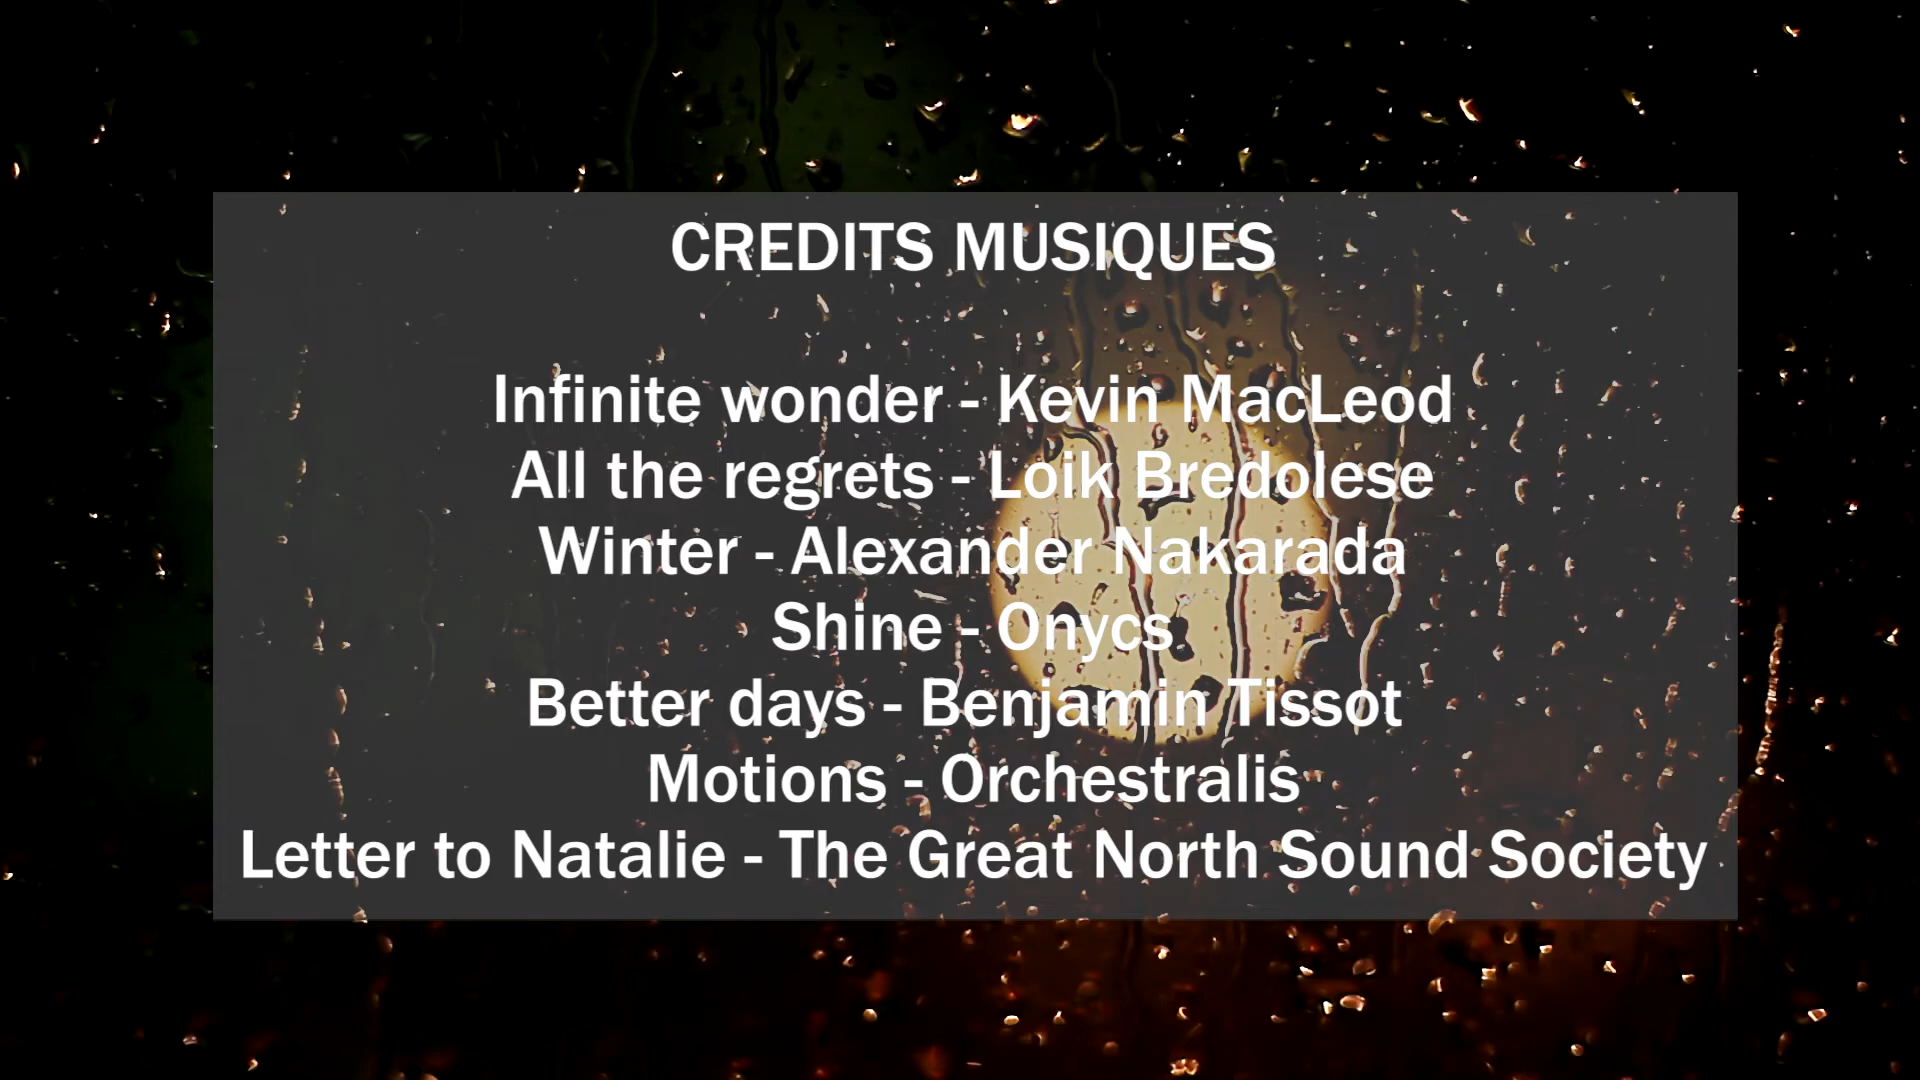 CREDITS MUSIQUES
Infinite wonder - Kevin MacLeod
All the regrets - Loik Bredolese
Winter - Alexander Nakarada
Shine - Onycs
Better days - Benjamin Tissot
Motions - Orchestralis
Letter to Natalie - The Great North Sound Society